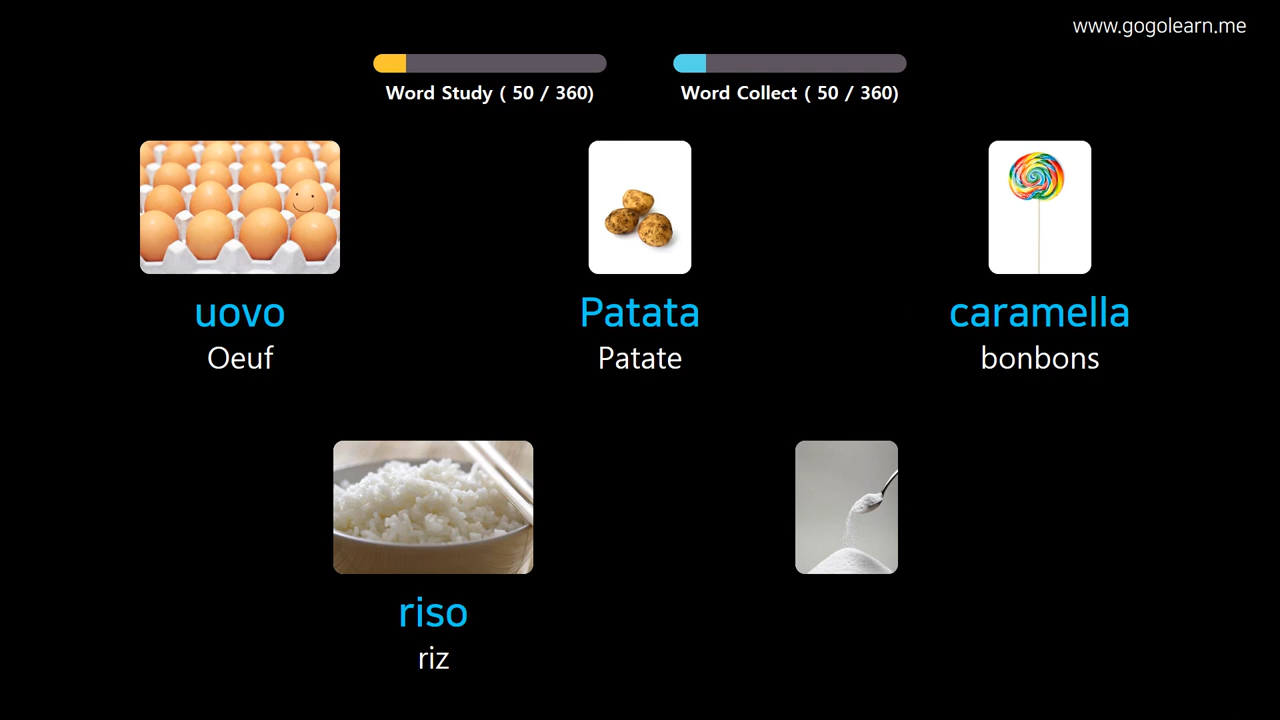 www.gogolearn.me
Word Study ( 50 / 360)
Word Collect ( 50 / 360)
uovo
Oeuf
Patata
Patate
caramella
bonbons
riso
riz